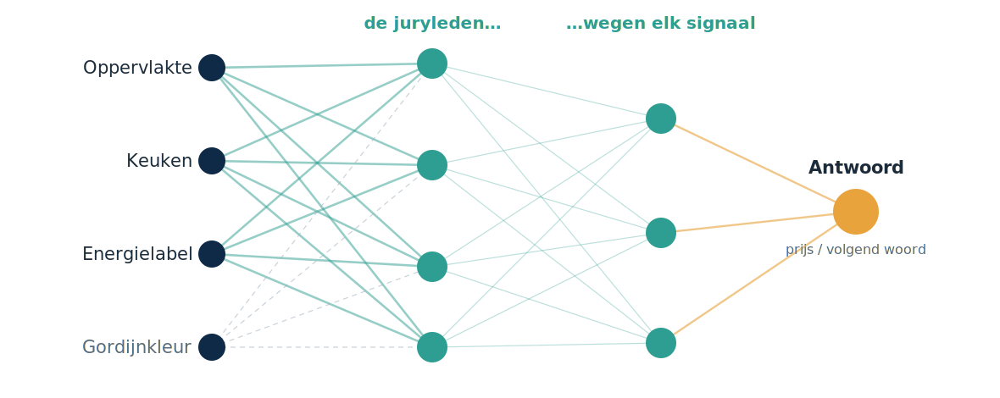 de juryleden…
…wegen elk signaal
Oppervlakte
Keuken
Antwoord
prijs / volgend woord
Energielabel
Gordijnkleur